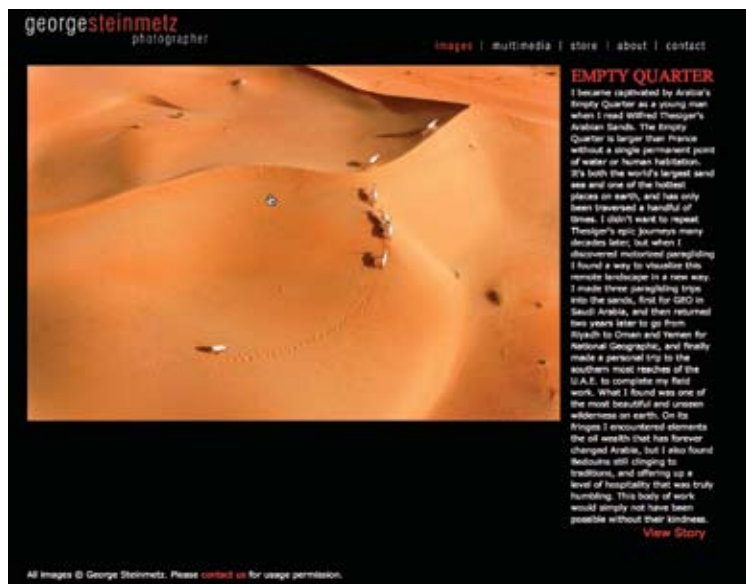 georgesteinmetz
photographer
images | multimedia | store | about | contact
EMPTY QUARTER
I became captivated by Arabia's
Empty Quarter as a young man
when I read Wilfred Thesiger's
Arabian Sands. The Empty
Quarter is larger than France
without a single permanent point
of water or human habitation.
It's both the world's largest sand
sea and one of the hottest
places on earth, and has only
been traversed a handful of
times. I didn't want to repeat
Thesiger's epic journeys many
decades later, but when I
discovered motorized paragliding
I found a way to visualize this
remote landscape in a new way.
I made three paragliding trips
into the sands, first for GEO in
Saudi Arabia, and then returned
two years later to go from
Riyadh to Oman and Yemen for
National Geographic, and finally
made a personal trip to the
southern most reaches of the
U.A.E. to complete my field
work. What I found was one of
the most beautiful and unseen
wilderness on earth. On its
fringes I encountered elements
the oil wealth that has forever
changed Arabia, but I also found
Bedouins still clinging to
traditions, and offering up a
level of hospitality that was truly
humbling. This body of work
would simply not have been
possible without their kindness.
View Story
All images © George Steinmetz. Please contact us for usage permission.